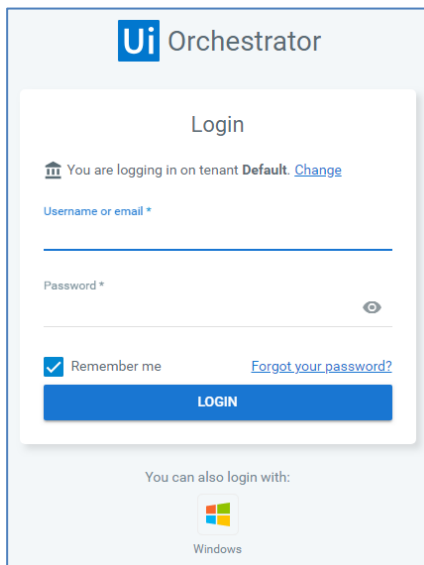 Ui Orchestrator
Login
You are logging in on tenant Default. Change
Username or email *
Password *
Remember me
Forgot your password?
LOGIN
You can also login with:
Windows